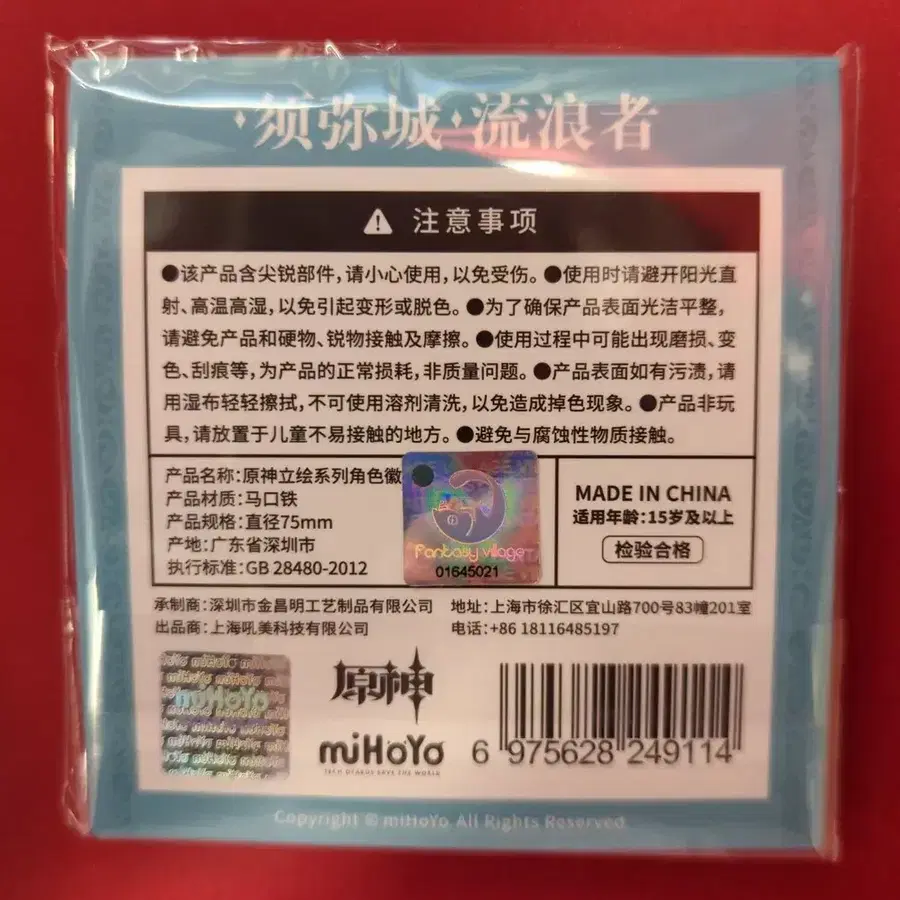 ·须弥城·流浪者
注意事项
●该产品含尖锐部件,请小心使用,以免受伤。●使用时请避开阳光直
射、高温高湿,以免引起变形或脱色。●为了确保产品表面光洁平整,
请避免产品和硬物、锐物接触及摩擦。●使用过程中可能出现磨损、变
色、刮痕等,为产品的正常损耗,非质量问题。●产品表面如有污渍,请
用湿布轻轻擦拭,不可使用溶剂清洗,以免造成掉色现象。●产品非玩
具,请放置于儿童不易接触的地方。●避免与腐蚀性物质接触。
产品名称:原神立绘系列角色徽
产品材质:马口铁
产品规格:直径75mm
产地:广东省深圳市
执行标准:GB 28480-2012
Fantasy Village
01645021
MADE IN CHINA
适用年龄:15岁及以上
检验合格
承制商:深圳市金昌明工艺制品有限公司
出品商:上海吼美科技有限公司
地址:上海市徐汇区宜山路700号83幢201室
电话:+86 18116485197
miHoYo
原神
miHoYo
TECH OTAKUS SAVE THE WORLD
6 975628 249114
Copyright © miHoYo All Rights Reserved